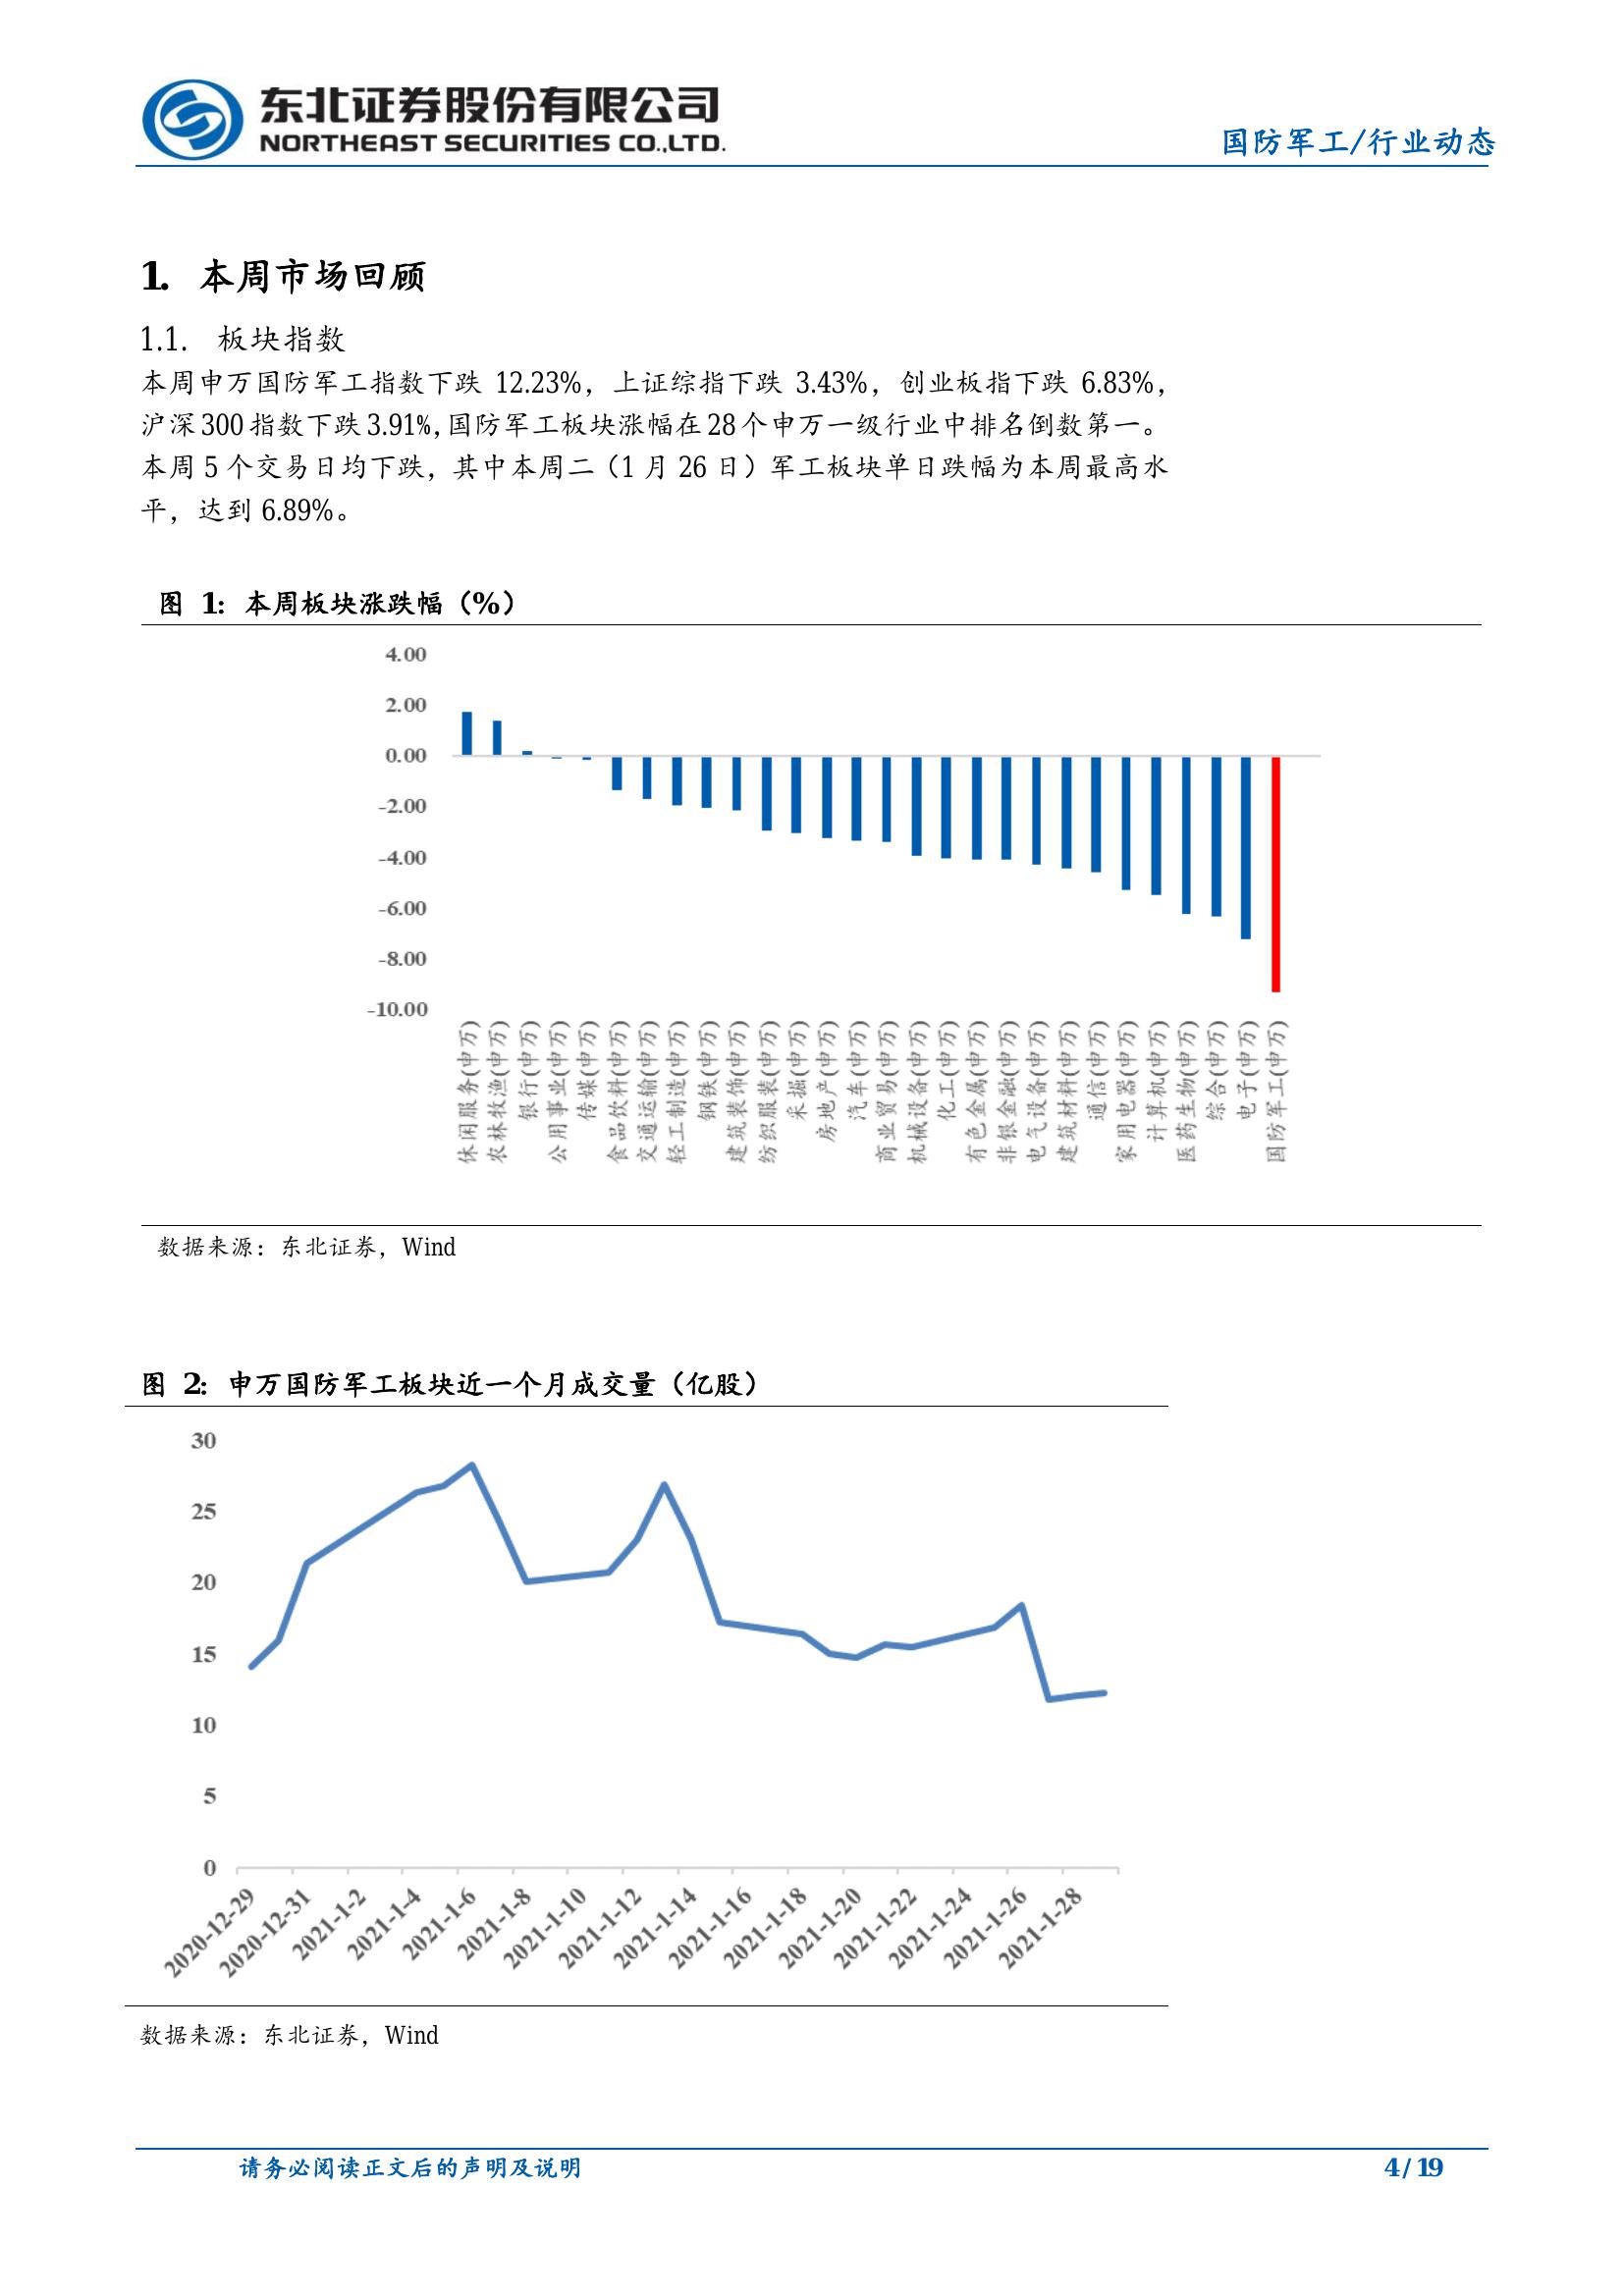 东北证券股份有限公司
NORTHEAST SECURITIES CO.,LTD.
国防军工/行业动态
1. 本周市场回顾
1.1. 板块指数
本周申万国防军工指数下跌 12.23%，上证综指下跌 3.43%，创业板指下跌 6.83%，
沪深 300 指数下跌 3.91%，国防军工板块涨幅在 28 个申万一级行业中排名倒数第一。
本周 5 个交易日均下跌，其中本周二（1 月 26 日）军工板块单日跌幅为本周最高水
平，达到 6.89%。
图 1：本周板块涨跌幅（%）
4.00
2.00
0.00
-2.00
-4.00
-6.00
-8.00
-10.00
休闲服务(申万)
农林牧渔(申万)
银行(申万)
公用事业(申万)
传媒(申万)
食品饮料(申万)
交通运输(申万)
轻工制造(申万)
钢铁(申万)
建筑装饰(申万)
纺织服装(申万)
采掘(申万)
房地产(申万)
汽车(申万)
商业贸易(申万)
机械设备(申万)
化工(申万)
有色金属(申万)
非银金融(申万)
电气设备(申万)
建筑材料(申万)
通信(申万)
家用电器(申万)
计算机(申万)
医药生物(申万)
综合(申万)
电子(申万)
国防军工(申万)
数据来源：东北证券，Wind
图 2：申万国防军工板块近一个月成交量（亿股）
30
25
20
15
10
5
0
2020-12-29
2020-12-31
2021-1-2
2021-1-4
2021-1-6
2021-1-8
2021-1-10
2021-1-12
2021-1-14
2021-1-16
2021-1-18
2021-1-20
2021-1-22
2021-1-24
2021-1-26
2021-1-28
数据来源：东北证券，Wind
请务必阅读正文后的声明及说明
4 / 19